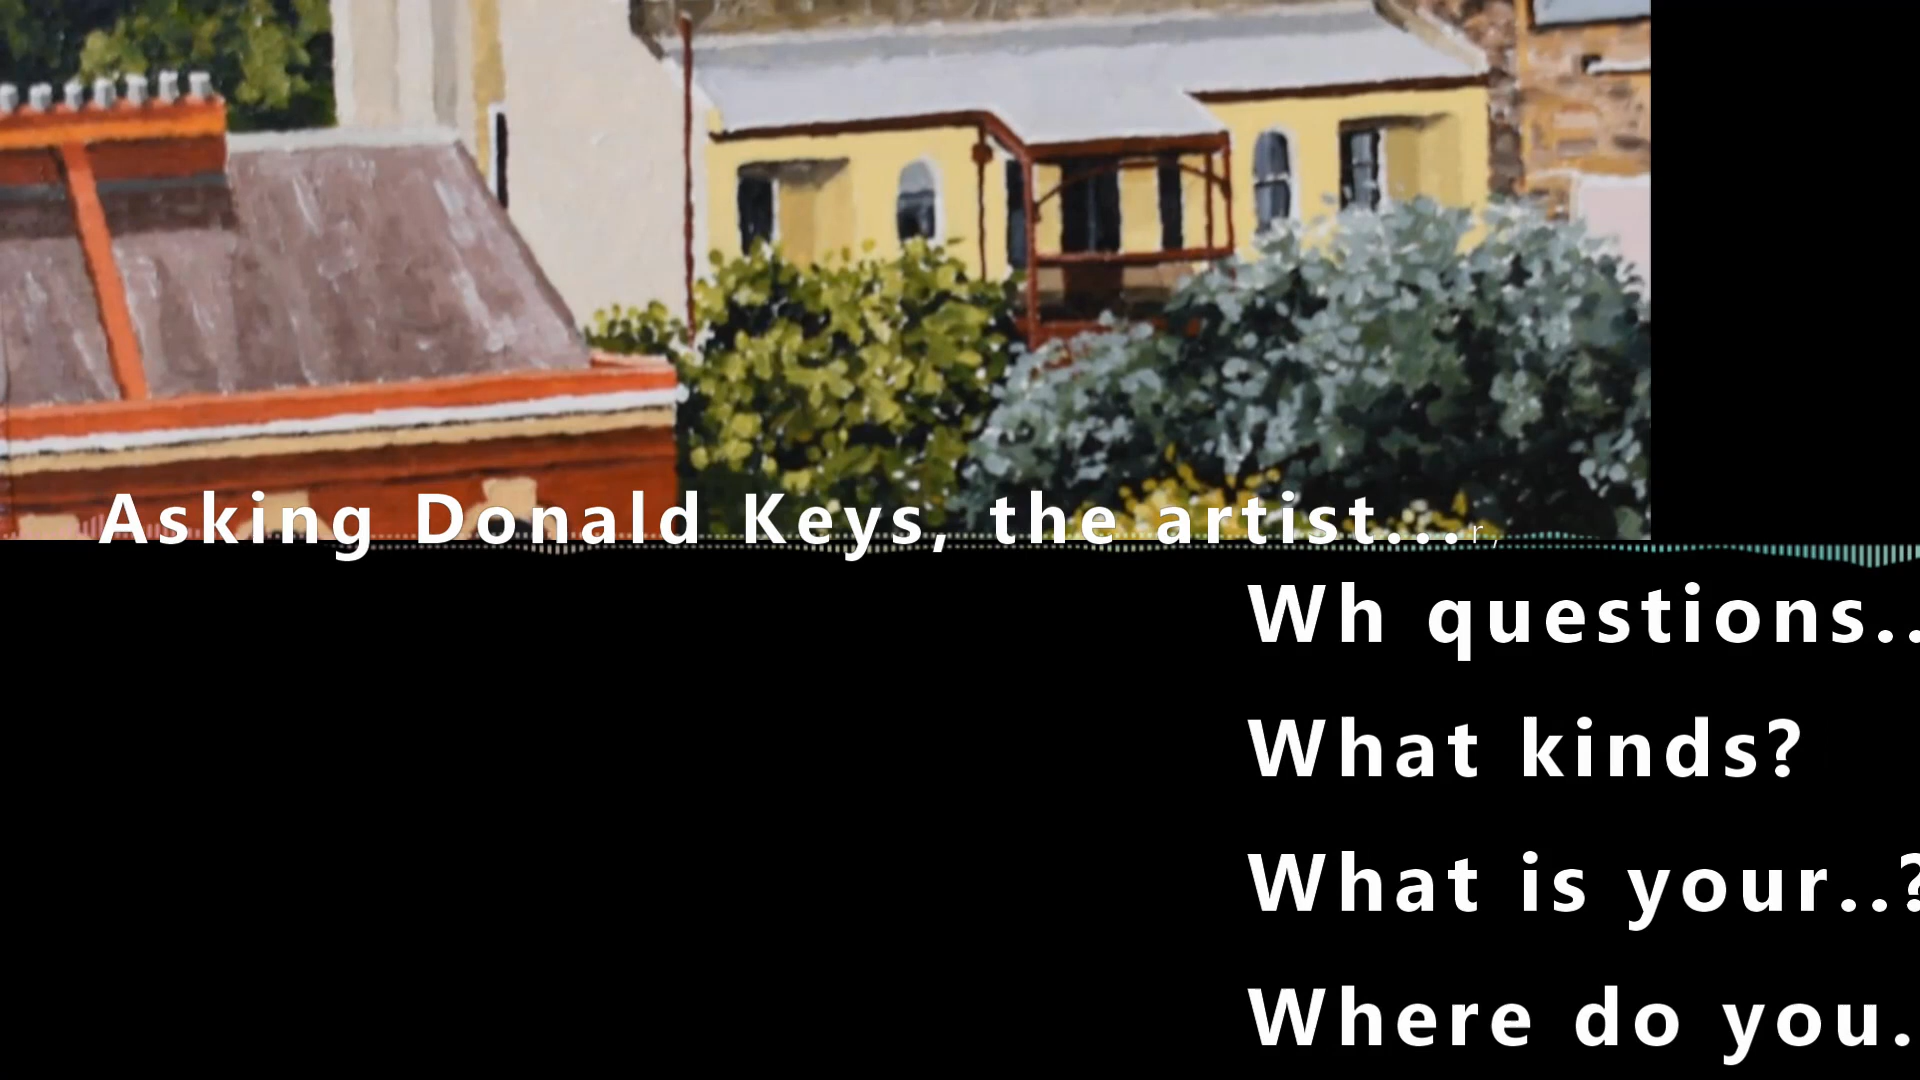 Asking Donald Keys, the artist...r,
Wh questions..
What kinds?
What is your..?
Where do you.